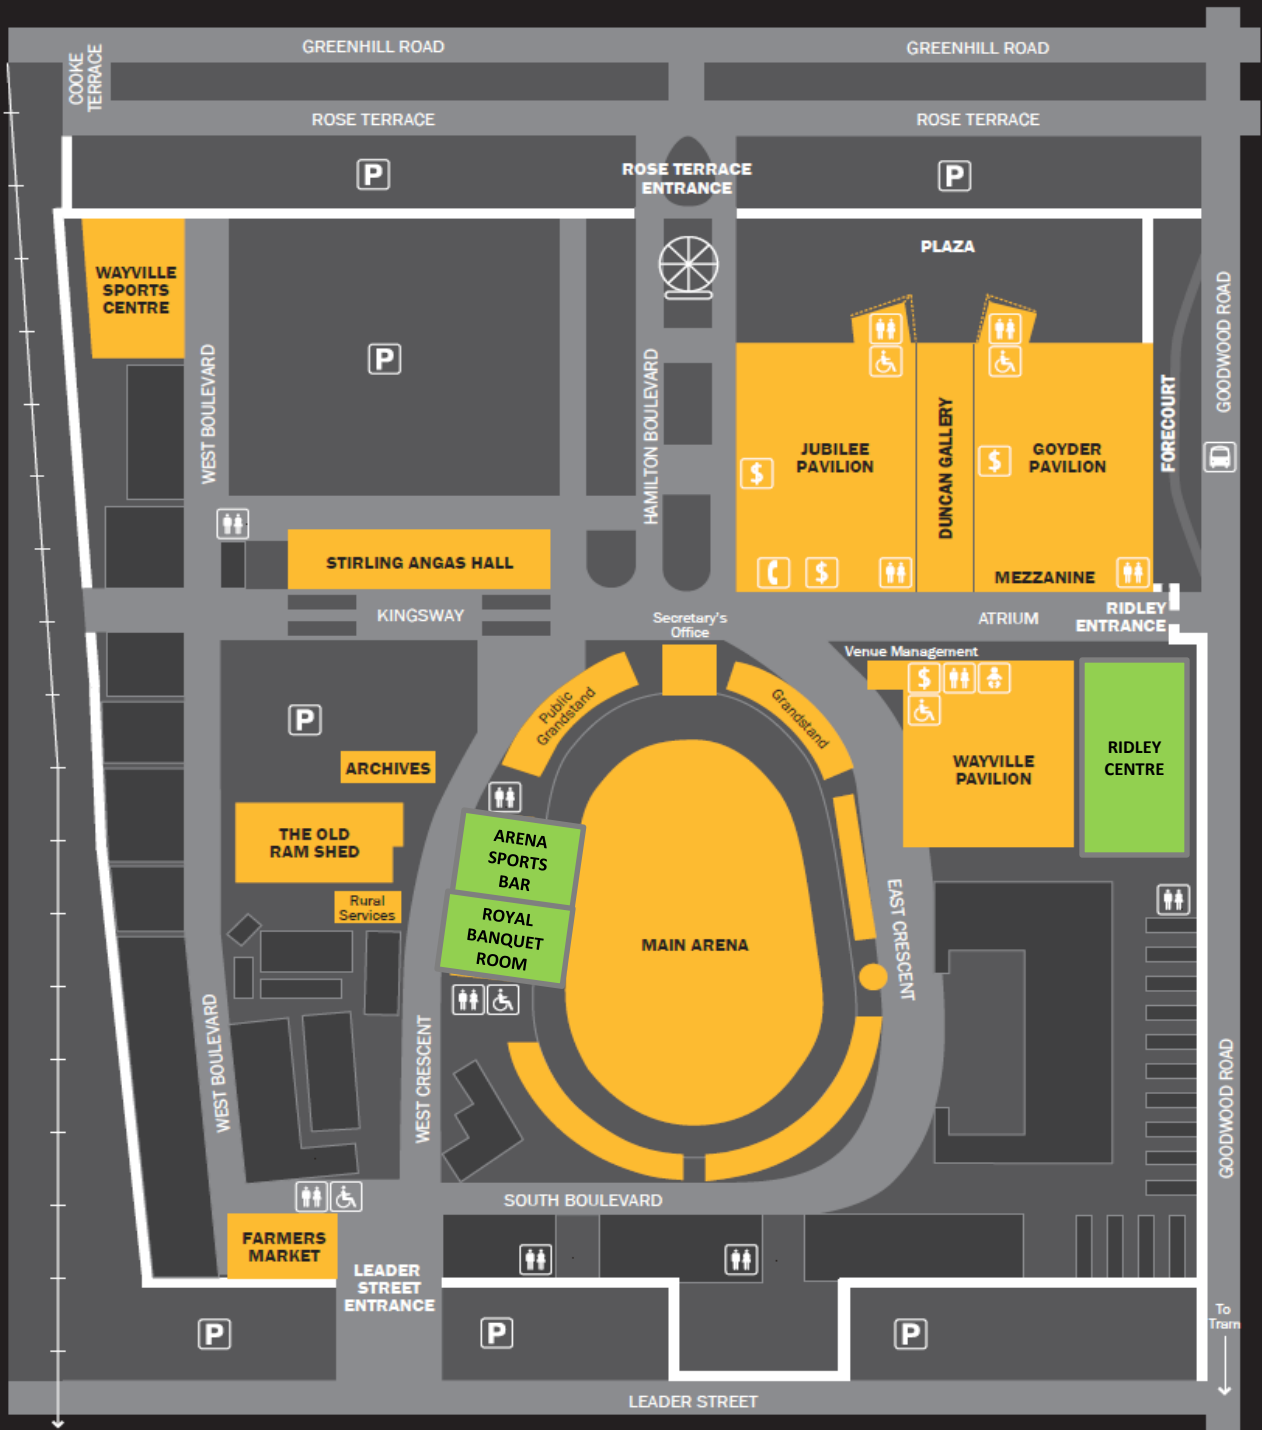 GREENHILL ROAD
GREENHILL ROAD
COOKE
TERRACE
ROSE TERRACE
ROSE TERRACE
P
ROSE TERRACE
ENTRANCE
P
PLAZA
WAYVILLE
SPORTS
CENTRE
GOODWOOD ROAD
WEST BOULEVARD
P
HAMILTON BOULEVARD
JUBILEE
PAVILION
DUNCAN GALLERY
GOYDER
PAVILION
FORECOURT
$
$
STIRLING ANGAS HALL
$
MEZZANINE
KINGSWAY
Secretary's
Office
ATRIUM
RIDLEY
ENTRANCE
Venue Management
$
Public
Grandstand
Grandstand
P
ARCHIVES
WAYVILLE
PAVILION
RIDLEY
CENTRE
THE OLD
RAM SHED
ARENA
SPORTS
BAR
Rural
Services
ROYAL
BANQUET
ROOM
MAIN ARENA
EAST CRESCENT
WEST BOULEVARD
WEST CRESCENT
GOODWOOD ROAD
SOUTH BOULEVARD
FARMERS
MARKET
LEADER
STREET
ENTRANCE
P
P
P
To
Tram
LEADER STREET